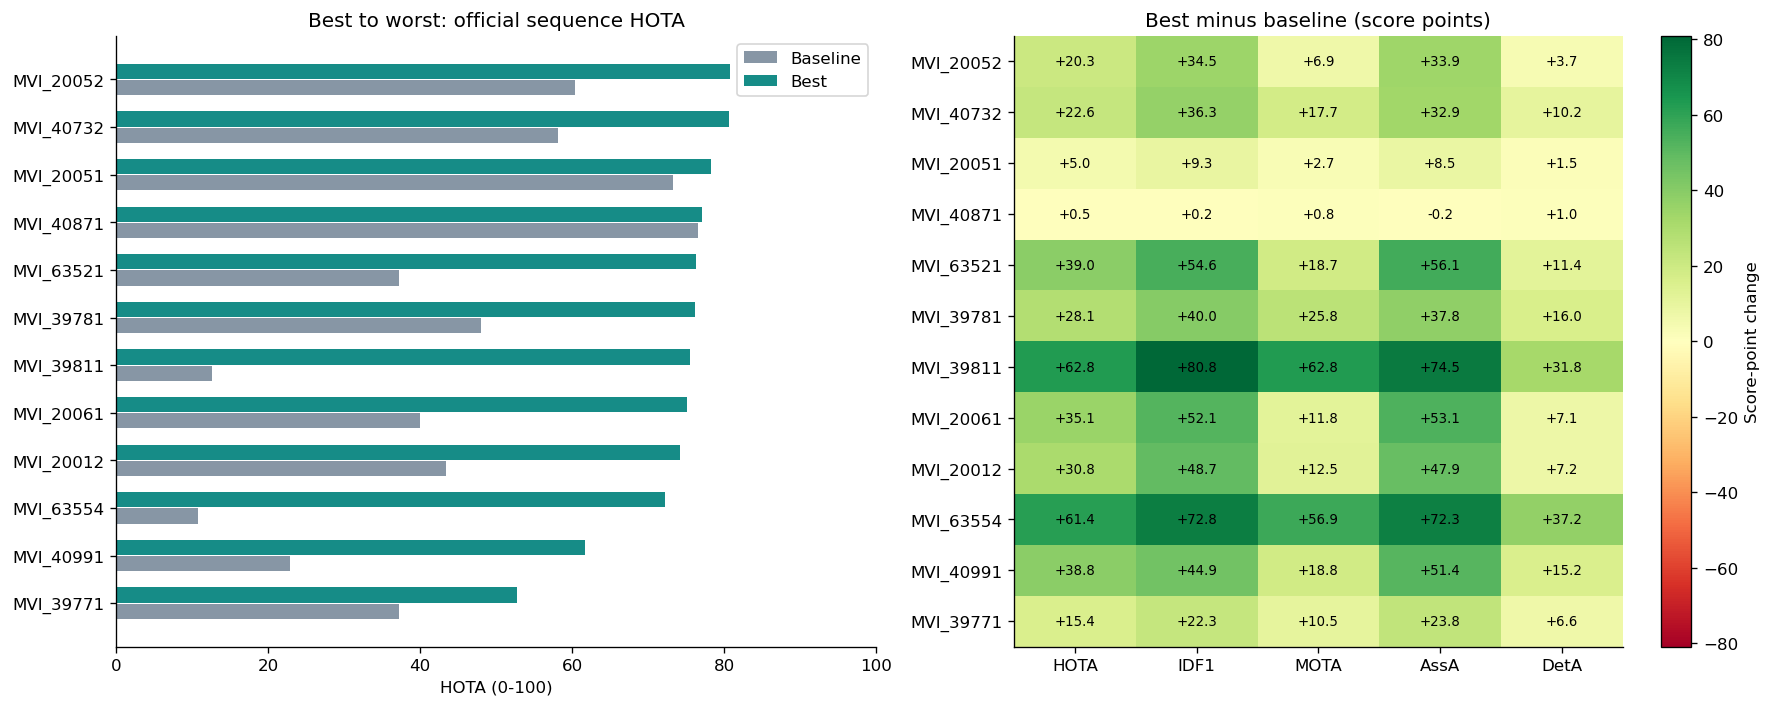 Best to worst: official sequence HOTA
Baseline
Best
MVI_20052
MVI_40732
MVI_20051
MVI_40871
MVI_63521
MVI_39781
MVI_39811
MVI_20061
MVI_20012
MVI_63554
MVI_40991
MVI_39771
0 20 40 60 80 100
HOTA (0-100)
Best minus baseline (score points)
MVI_20052 +20.3 +34.5 +6.9 +33.9 +3.7
MVI_40732 +22.6 +36.3 +17.7 +32.9 +10.2
MVI_20051 +5.0 +9.3 +2.7 +8.5 +1.5
MVI_40871 +0.5 +0.2 +0.8 -0.2 +1.0
MVI_63521 +39.0 +54.6 +18.7 +56.1 +11.4
MVI_39781 +28.1 +40.0 +25.8 +37.8 +16.0
MVI_39811 +62.8 +80.8 +62.8 +74.5 +31.8
MVI_20061 +35.1 +52.1 +11.8 +53.1 +7.1
MVI_20012 +30.8 +48.7 +12.5 +47.9 +7.2
MVI_63554 +61.4 +72.8 +56.9 +72.3 +37.2
MVI_40991 +38.8 +44.9 +18.8 +51.4 +15.2
MVI_39771 +15.4 +22.3 +10.5 +23.8 +6.6
HOTA IDF1 MOTA AssA DetA
80
60
40
20
0
−20
−40
−60
−80
Score-point change